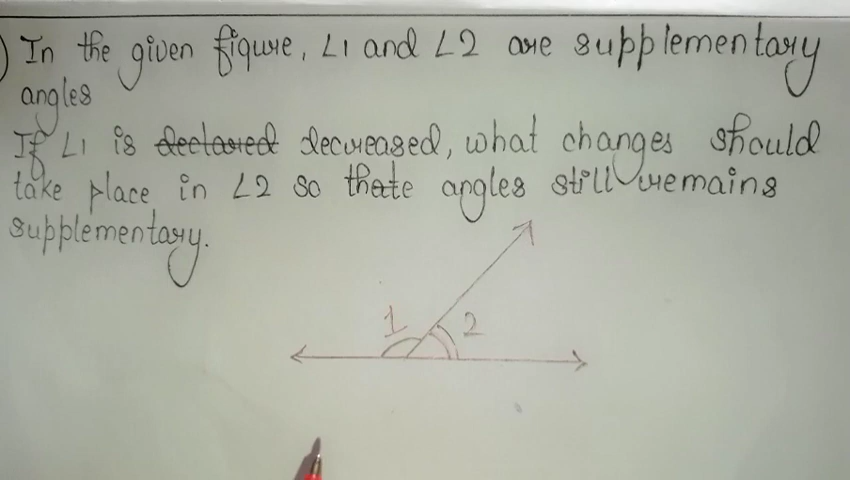 ) In the given figure, ∠1 and ∠2 are supplementary
angles
If ∠1 is declared decreased, what changes should
take place in ∠2 so thate angles still remains
supplementary.
1 2